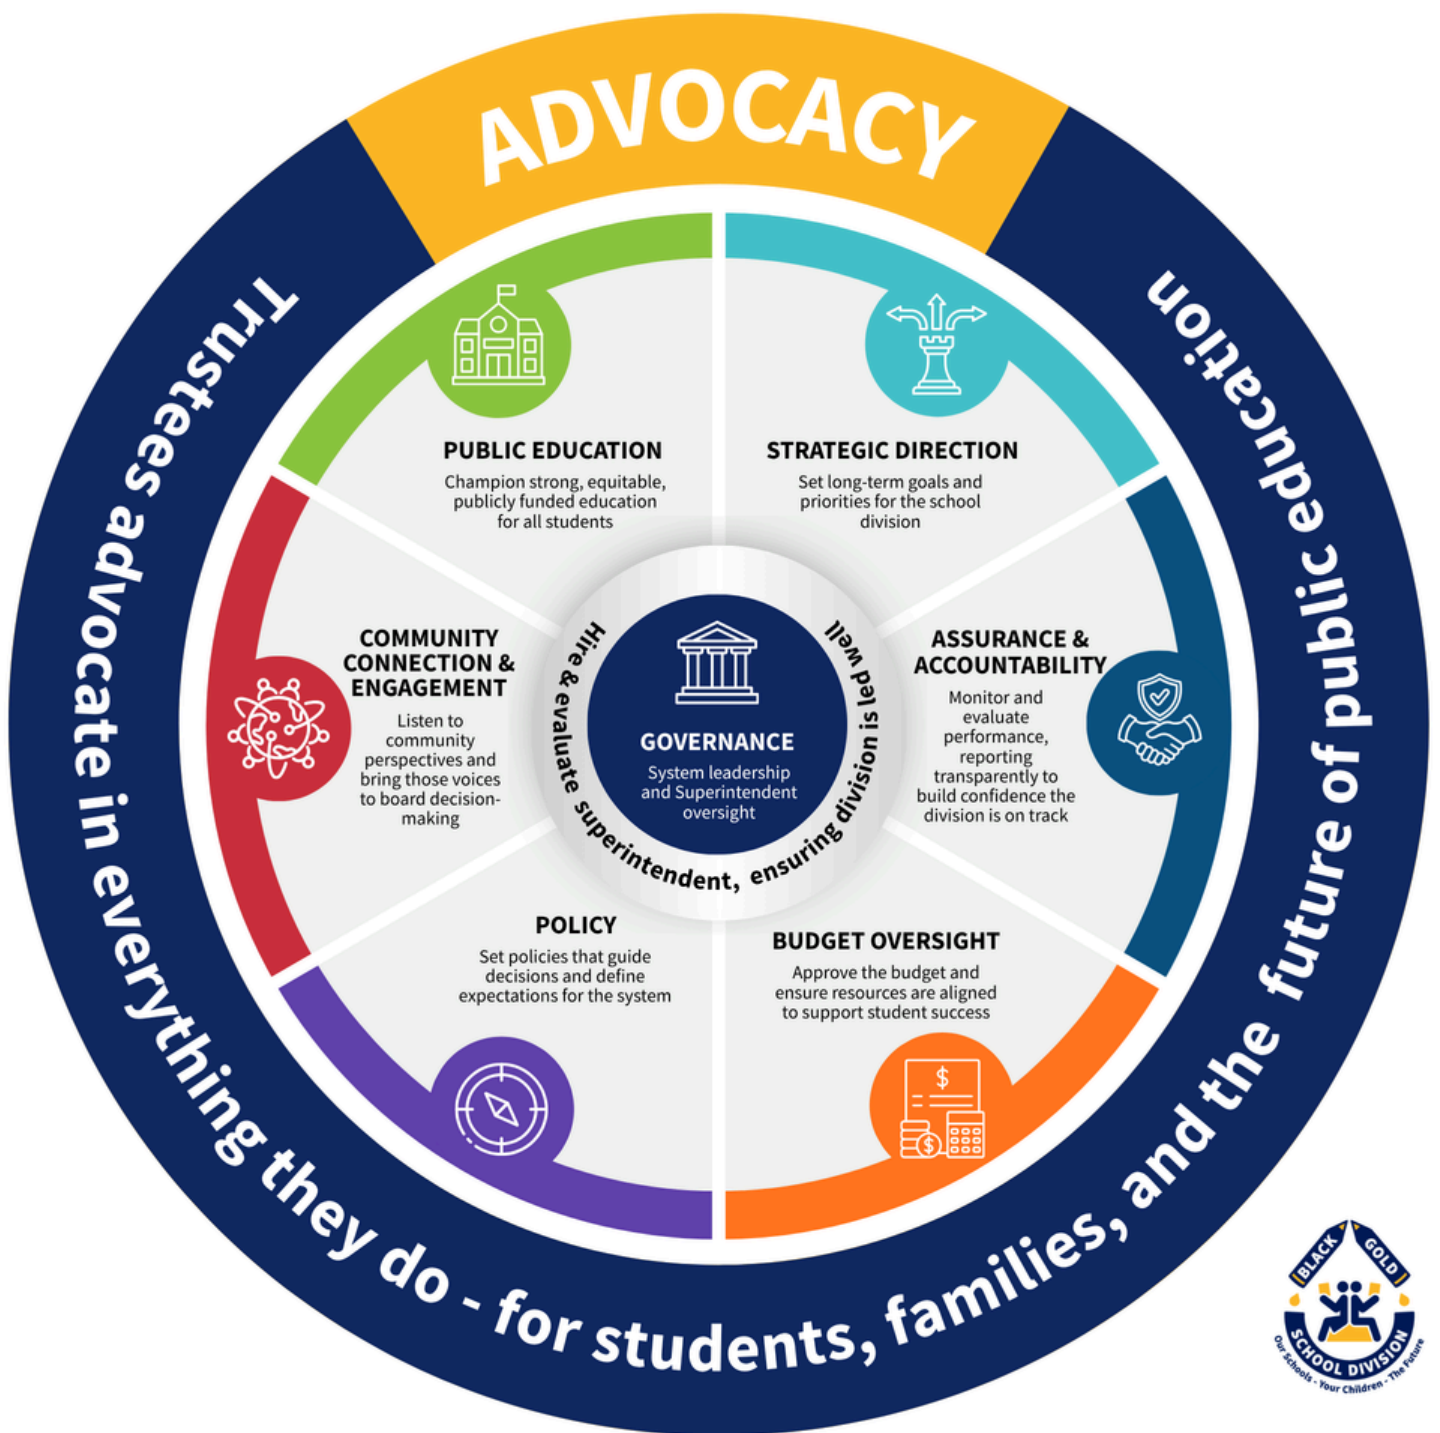 ADVOCACY
Trustees advocate in everything they do - for students, families, and the future of public education
PUBLIC EDUCATION
Champion strong, equitable,
publicly funded education
for all students
STRATEGIC DIRECTION
Set long-term goals and
priorities for the school
division
COMMUNITY
CONNECTION &
ENGAGEMENT
Listen to
community
perspectives and
bring those voices
to board decision-
making
GOVERNANCE
System leadership
and Superintendent
oversight
Hire & evaluate superintendent, ensuring division is led well
ASSURANCE &
ACCOUNTABILITY
Monitor and
evaluate
performance,
reporting
transparently to
build confidence the
division is on track
POLICY
Set policies that guide
decisions and define
expectations for the system
BUDGET OVERSIGHT
Approve the budget and
ensure resources are aligned
to support student success
$
$
BLACK GOLD
SCHOOL DIVISION
Our Schools - Your Children - The Future